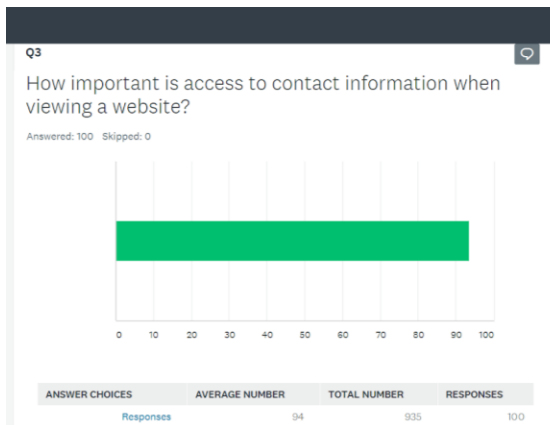 Q3
How important is access to contact information when
viewing a website?
Answered: 100 Skipped: 0
0 10 20 30 40 50 60 70 80 90 100
ANSWER CHOICES AVERAGE NUMBER TOTAL NUMBER RESPONSES
Responses 94 935 100